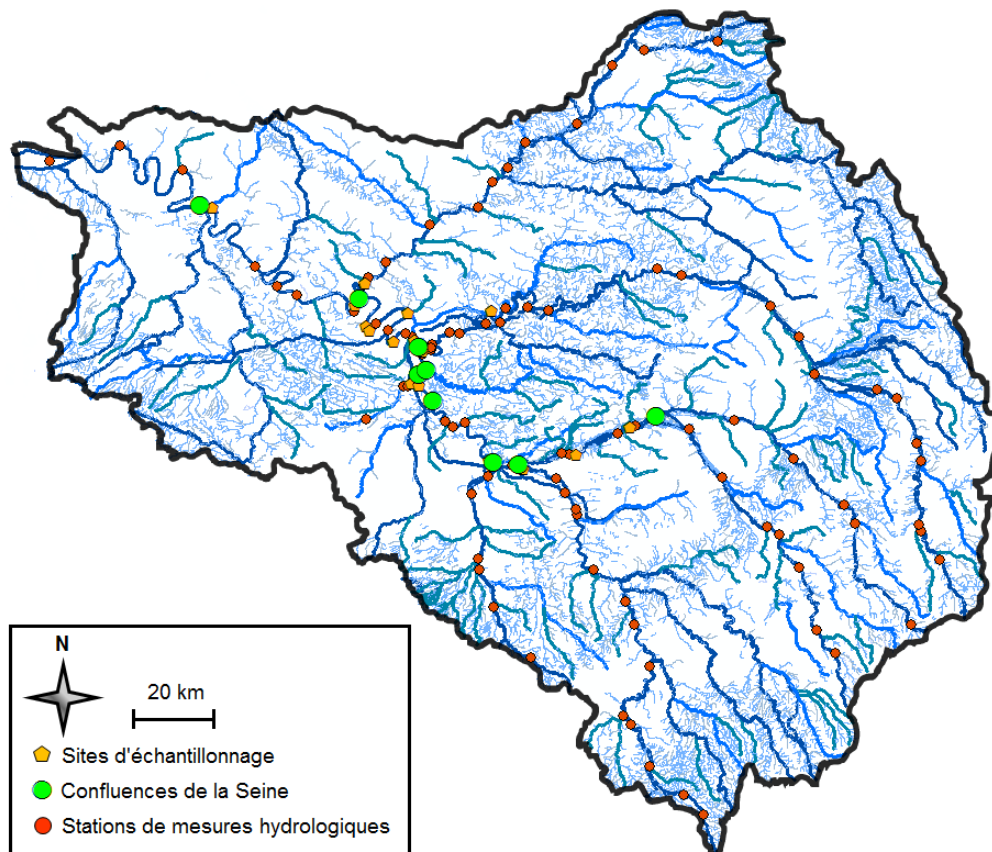 N
20 km
Sites d'échantillonnage
Confluences de la Seine
Stations de mesures hydrologiques